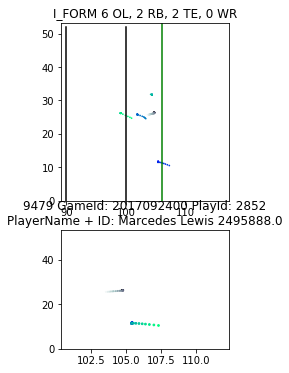 I_FORM 6 OL, 2 RB, 2 TE, 0 WR
50
40
30
20
10
0
90 100 110
9479 GameId: 2017092400 PlayId: 2852
PlayerName + ID: Marcedes Lewis 2495888.0
40
20
0
102.5 105.0 107.5 110.0